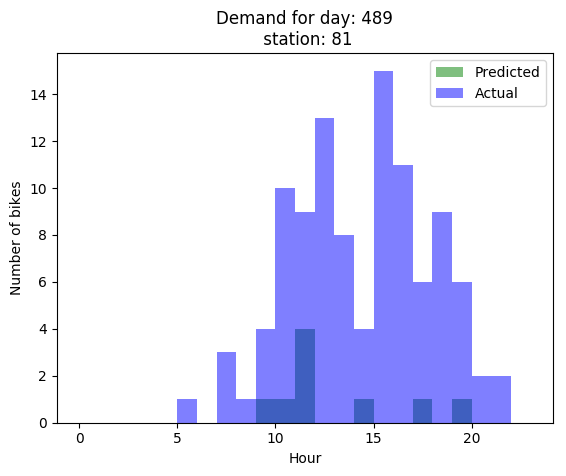 Demand for day: 489
station: 81
Predicted
Actual
Number of bikes
14
12
10
8
6
4
2
0
0 5 10 15 20
Hour